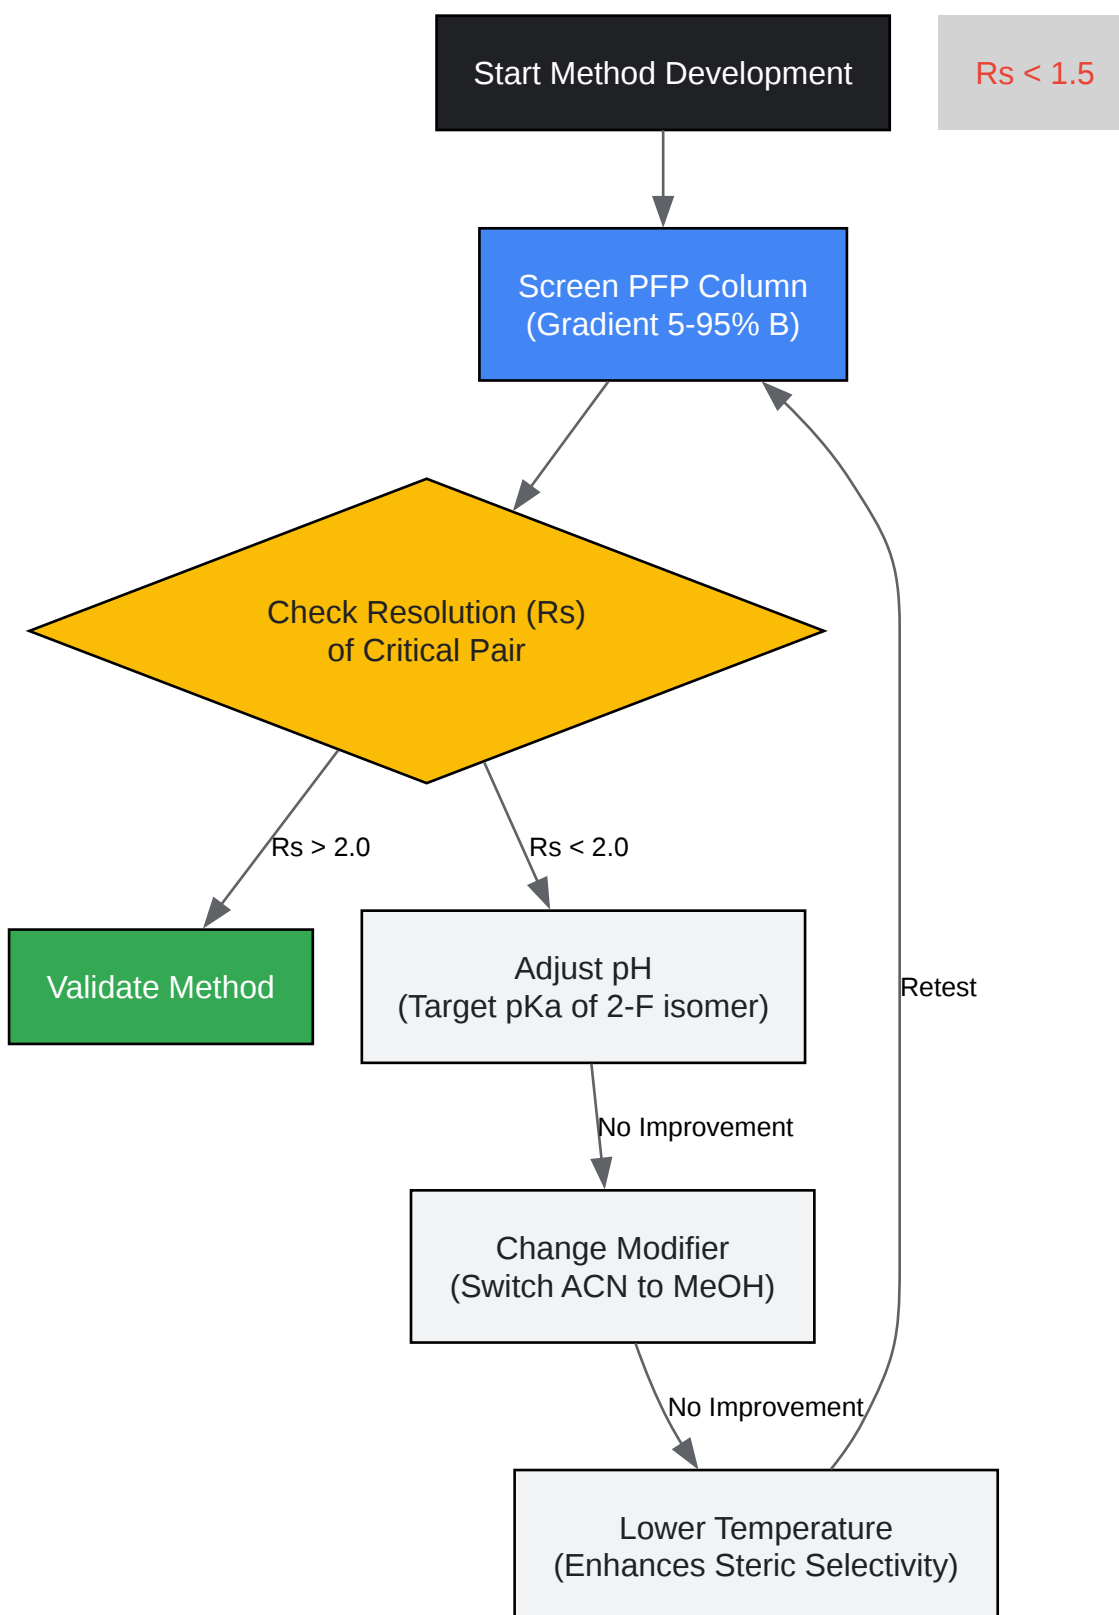 Start Method Development
Rs < 1.5
Screen PFP Column
(Gradient 5-95% B)
Check Resolution (Rs)
of Critical Pair
Rs > 2.0
Rs < 2.0
Validate Method
Adjust pH
(Target pKa of 2-F isomer)
Retest
No Improvement
Change Modifier
(Switch ACN to MeOH)
No Improvement
Lower Temperature
(Enhances Steric Selectivity)